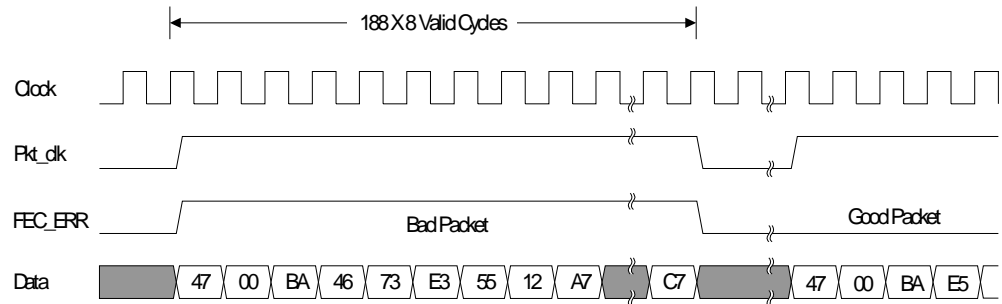 188 X 8 Valid Cycles
Clock
Pkt_clk
FEC_ERR
Bad Packet
Good Packet
Data
47 00 BA 46 73 E3 55 12 A7 C7 47 00 BA E5